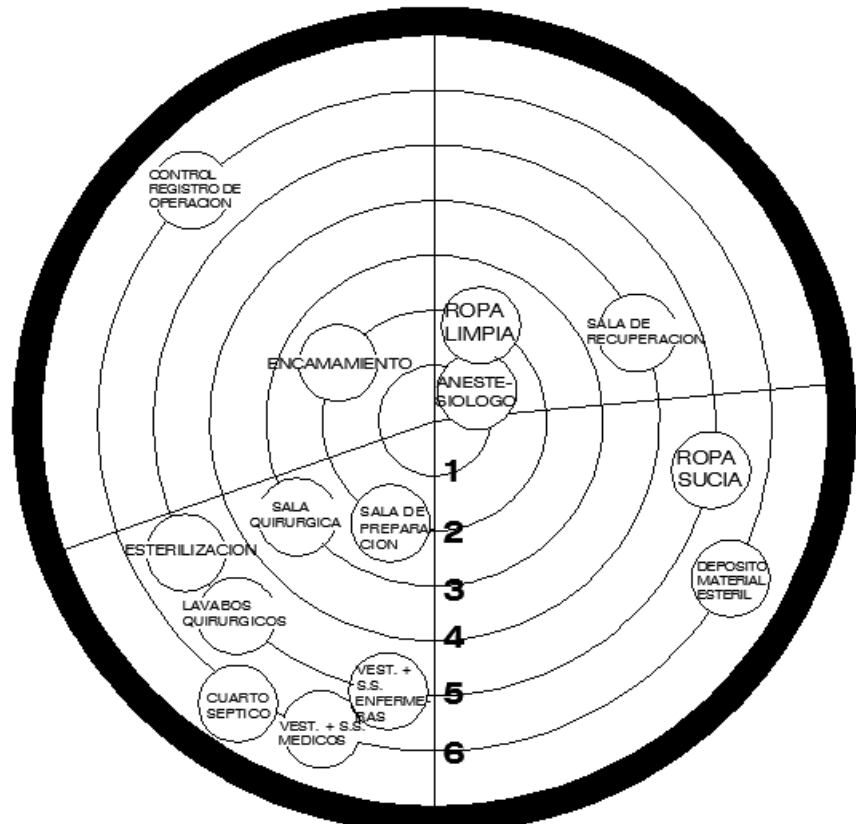 CONTROL
REGISTRO DE
OPERACION
ROPA
LIMPIA
SALA DE
RECUPERACION
ENCAMAMIENTO
ANESTE-
SIOLOGO
ROPA
SUCIA
1
SALA
QUIRURGICA
SALA DE
PREPARA
CION
2
ESTERILIZACION
DEPOSITO
MATERIAL
ESTERIL
3
LAVABOS
QUIRURGICOS
4
VEST. +
S.S.
ENFERME
RAS
5
CUARTO
SEPTICO
VEST. + S.S.
MEDICOS
6